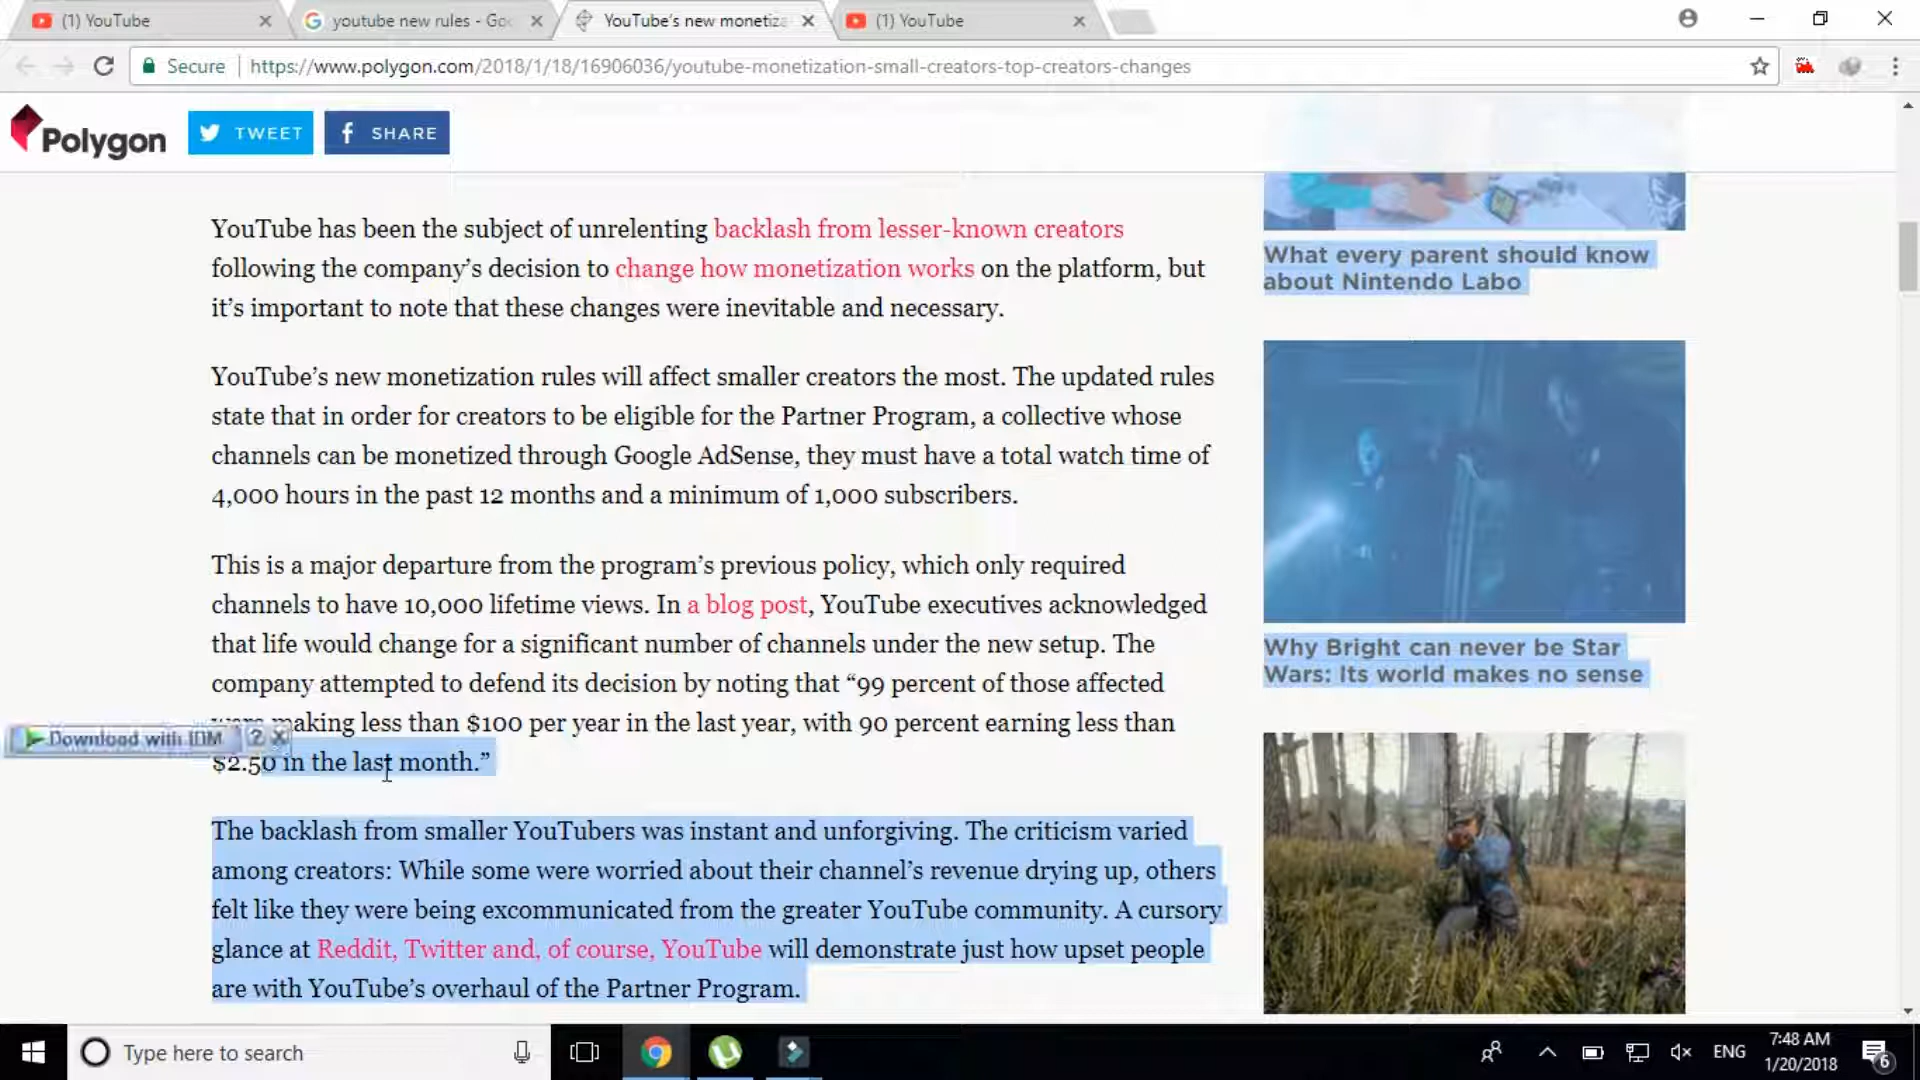 (1) YouTube
youtube new rules - Goo
YouTube's new monetiza
(1) YouTube
Secure
https://www.polygon.com/2018/1/18/16906036/youtube-monetization-small-creators-top-creators-changes
Polygon
TWEET
SHARE
YouTube has been the subject of unrelenting backlash from lesser-known creators
following the company’s decision to change how monetization works on the platform, but
it’s important to note that these changes were inevitable and necessary.
YouTube’s new monetization rules will affect smaller creators the most. The updated rules
state that in order for creators to be eligible for the Partner Program, a collective whose
channels can be monetized through Google AdSense, they must have a total watch time of
4,000 hours in the past 12 months and a minimum of 1,000 subscribers.
This is a major departure from the program’s previous policy, which only required
channels to have 10,000 lifetime views. In a blog post, YouTube executives acknowledged
that life would change for a significant number of channels under the new setup. The
company attempted to defend its decision by noting that “99 percent of those affected
were making less than $100 per year in the last year, with 90 percent earning less than
Download with IDM ? X
$2.50 in the last month.”
The backlash from smaller YouTubers was instant and unforgiving. The criticism varied
among creators: While some were worried about their channel’s revenue drying up, others
felt like they were being excommunicated from the greater YouTube community. A cursory
glance at Reddit, Twitter and, of course, YouTube will demonstrate just how upset people
are with YouTube’s overhaul of the Partner Program.
What every parent should know
about Nintendo Labo
Why Bright can never be Star
Wars: Its world makes no sense
Type here to search
ENG
7:48 AM
1/20/2018
6